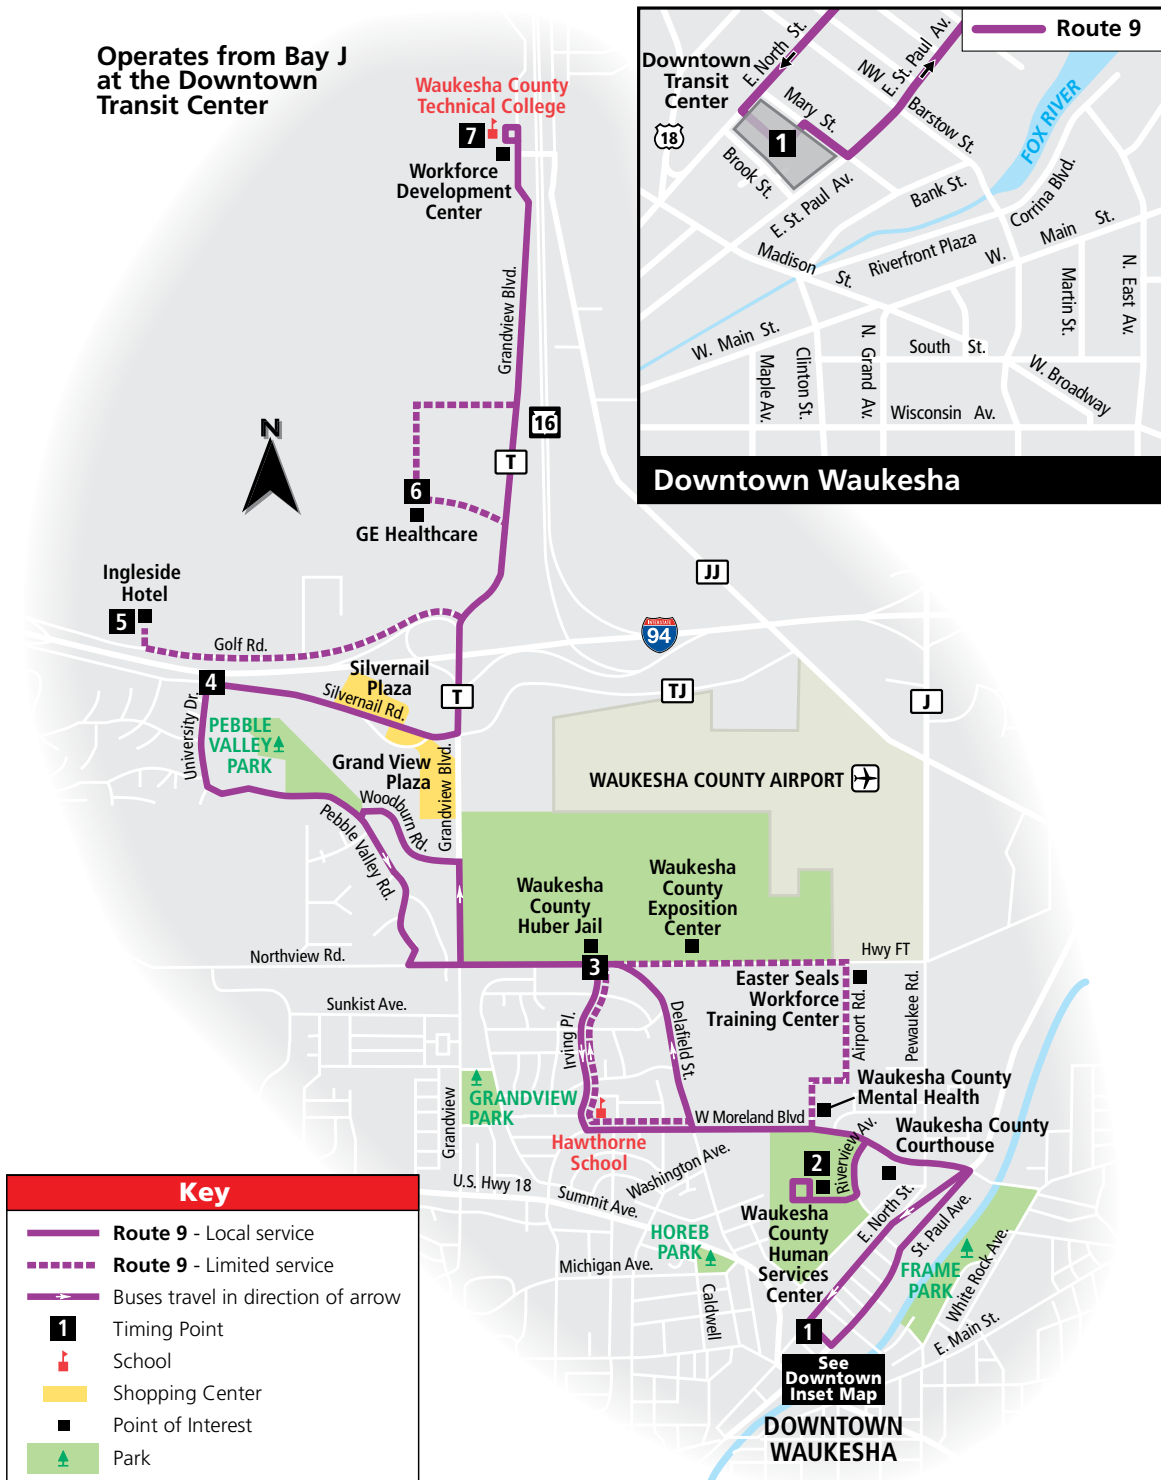 Operates from Bay J
at the Downtown
Transit Center
Waukesha County
Technical College
7
Workforce
Development
Center
Grandview Blvd.
16
T
N
6
GE Healthcare
Ingleside
Hotel
5
Golf Rd.
JJ
INTERSTATE
94
4
Silvernail
Plaza
Silvernail Rd.
T
TJ
J
University Dr.
PEBBLE
VALLEY
PARK
Grand View
Plaza
Grandview Blvd.
Woodburn Rd.
Pebble Valley Rd.
WAUKESHA COUNTY AIRPORT
Waukesha
County
Huber Jail
Waukesha
County
Exposition
Center
Northview Rd.
3
Hwy FT
Easter Seals
Workforce
Training Center
Sunkist Ave.
Irving Pl.
Delafield St.
Airport Rd.
Pewaukee Rd.
Grandview
GRANDVIEW
PARK
W Moreland Blvd
Waukesha County
Mental Health
Waukesha County
Courthouse
Hawthorne
School
Washington Ave.
2
Riverview Av.
U.S. Hwy 18
Summit Ave.
Waukesha
County
Human
Services
Center
E. North St.
St. Paul Ave.
HOREB
PARK
Michigan Ave.
Caldwell
FRAME
PARK
White Rock Ave.
E. Main St.
1
See
Downtown
Inset Map
DOWNTOWN
WAUKESHA
Route 9
Downtown
Transit
Center
18
E. North St.
NW
Barstow St.
E. St. Paul Av.
Mary St.
1
Brook St.
E. St. Paul Av.
Bank St.
FOX RIVER
Corrina Blvd.
Madison St.
Riverfront Plaza
W. Main St.
W. Main St.
Maple Av.
Clinton St.
N. Grand Av.
South St.
Martin St.
N. East Av.
W. Broadway
Wisconsin Av.
Downtown Waukesha
Key
Route 9 - Local service
Route 9 - Limited service
Buses travel in direction of arrow
1 Timing Point
School
Shopping Center
Point of Interest
Park